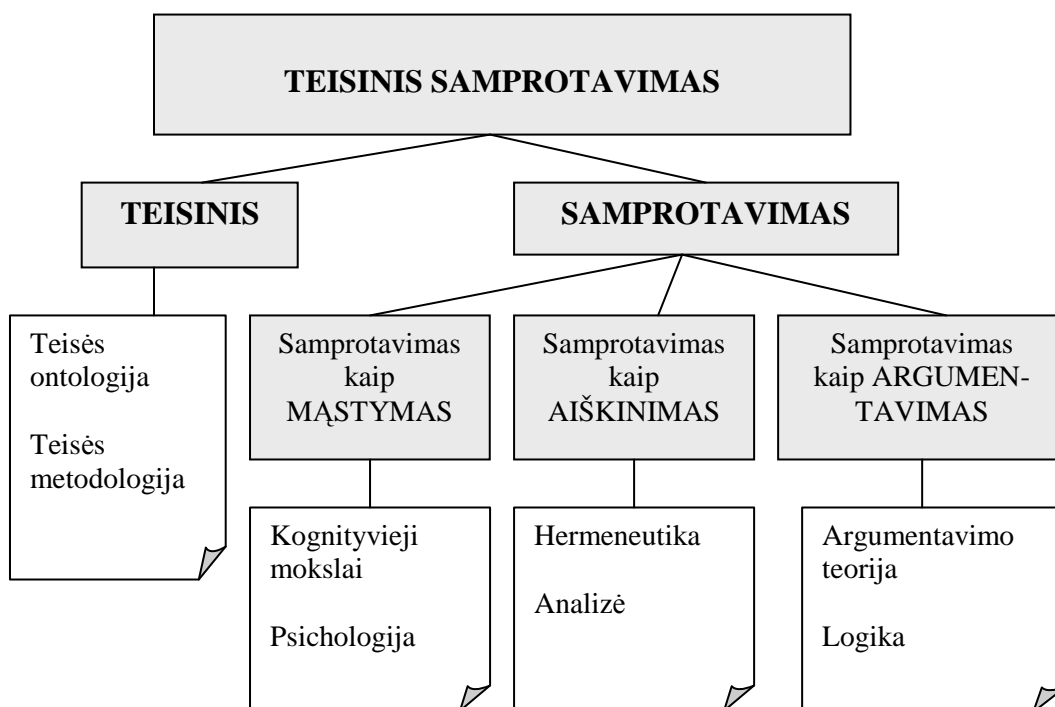 TEISINIS SAMPROTAVIMAS
TEISINIS
SAMPROTAVIMAS
Teisės
ontologija
Teisės
metodologija
Samprotavimas
kaip
MĄSTYMAS
Samprotavimas
kaip
AIŠKINIMAS
Samprotavimas
kaip ARGUMEN-
TAVIMAS
Kognityvieji
mokslai
Psichologija
Hermeneutika
Analizė
Argumentavimo
teorija
Logika